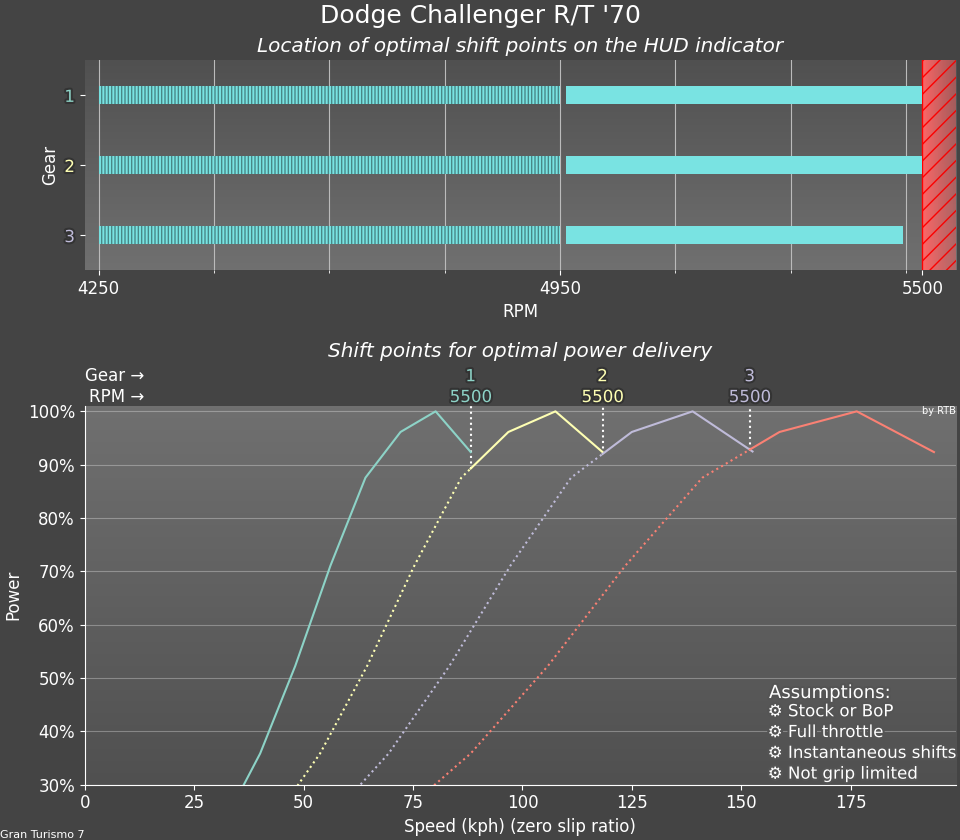 Dodge Challenger R/T '70
Location of optimal shift points on the HUD indicator
Gear
1
2
3
4250 4950 5500
RPM
Shift points for optimal power delivery
Gear → 1 2 3
RPM → 5500 5500 5500
by RTB
Power
100%
90%
80%
70%
60%
50%
40%
30%
Assumptions:
⚙ Stock or BoP
⚙ Full throttle
⚙ Instantaneous shifts
⚙ Not grip limited
0 25 50 75 100 125 150 175
Speed (kph) (zero slip ratio)
Gran Turismo 7